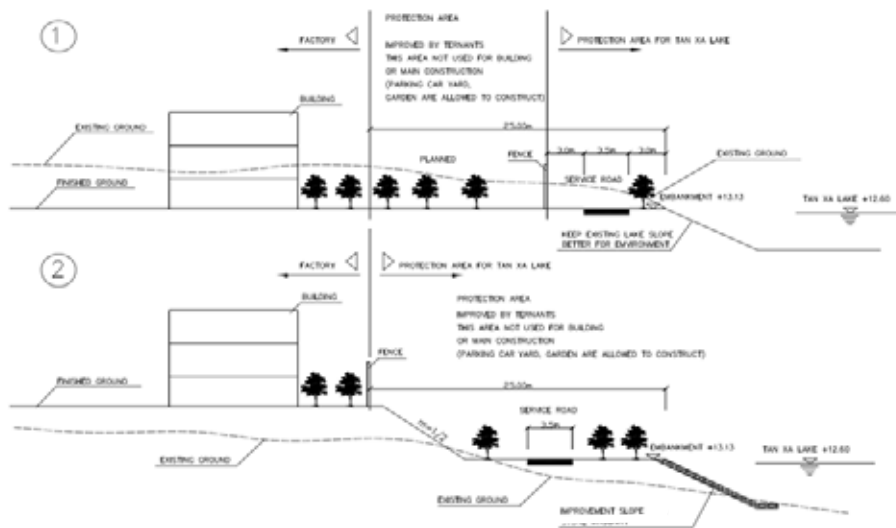 1
FACTORY
PROTECTION AREA
IMPROVED BY TERNANTS
THIS AREA NOT USED FOR BUILDING
OR MAIN CONSTRUCTION
(PARKING CAR YARD,
GARDEN ARE ALLOWED TO CONSTRUCT)
PROTECTION AREA FOR TAN XA LAKE
BUILDING
EXISTING GROUND
25.00m
PLANNED
FENCE
3.0m
3.5m
3.0m
SERVICE ROAD
EXISTING GROUND
FINISHED GROUND
EMBANKMENT +13.13
TAN XA LAKE +12.60
KEEP EXISTING LAKE SLOPE
BETTER FOR ENVIRONMENT
2
FACTORY
PROTECTION AREA FOR TAN XA LAKE
BUILDING
PROTECTION AREA
IMPROVED BY TERNANTS
THIS AREA NOT USED FOR BUILDING
OR MAIN CONSTRUCTION
(PARKING CAR YARD, GARDEN ARE ALLOWED TO CONSTRUCT)
FENCE
FINISHED GROUND
25.00m
SERVICE ROAD
3.5m
m=1/2
EMBANKMENT +13.13
TAN XA LAKE +12.60
EXISTING GROUND
EXISTING GROUND
IMPROVEMENT SLOPE